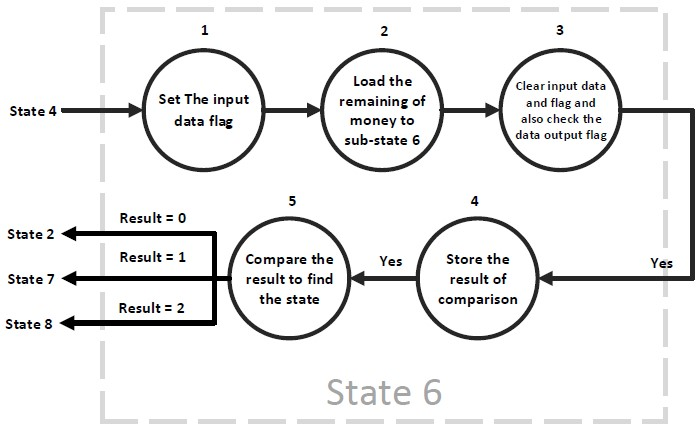 1
2
3
State 4
Set The input
data flag
Load the
remaining of
money to
sub-state 6
Clear input data
and flag and
also check the
data output flag
5
4
State 2
Result = 0
State 7
Result = 1
State 8
Result = 2
Compare the
result to find
the state
Yes
Store the
result of
comparison
Yes
State 6